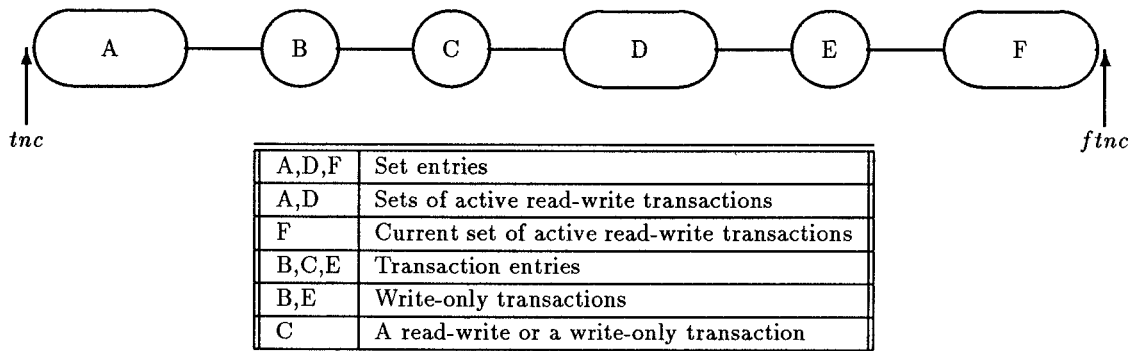 A B C D E F
tnc ftnc
A,D,F Set entries
A,D Sets of active read-write transactions
F Current set of active read-write transactions
B,C,E Transaction entries
B,E Write-only transactions
C A read-write or a write-only transaction